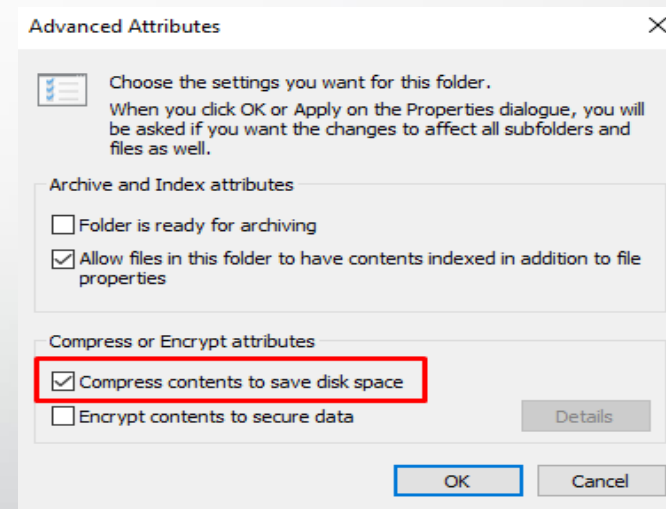 Advanced Attributes
Choose the settings you want for this folder.
When you click OK or Apply on the Properties dialogue, you will
be asked if you want the changes to affect all subfolders and
files as well.
Archive and Index attributes
Folder is ready for archiving
Allow files in this folder to have contents indexed in addition to file
properties
Compress or Encrypt attributes
Compress contents to save disk space
Encrypt contents to secure data
Details
OK
Cancel